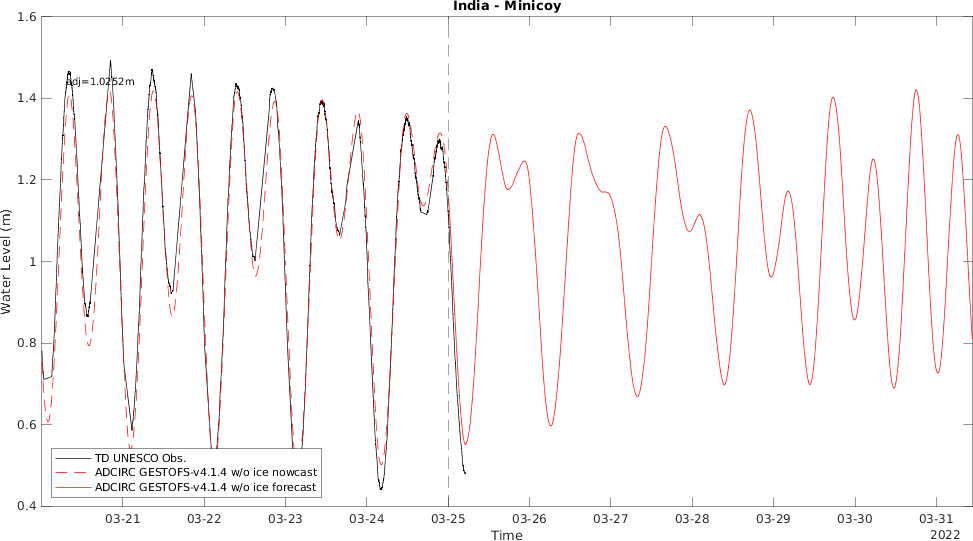 India - Minicoy
1.6
adj=1.0252m
1.4
1.2
1
0.8
0.6
0.4
Water Level (m)
TD UNESCO Obs.
ADCIRC GESTOFS-v4.1.4 w/o ice nowcast
ADCIRC GESTOFS-v4.1.4 w/o ice forecast
03-21 03-22 03-23 03-24 03-25 03-26 03-27 03-28 03-29 03-30 03-31
Time
2022